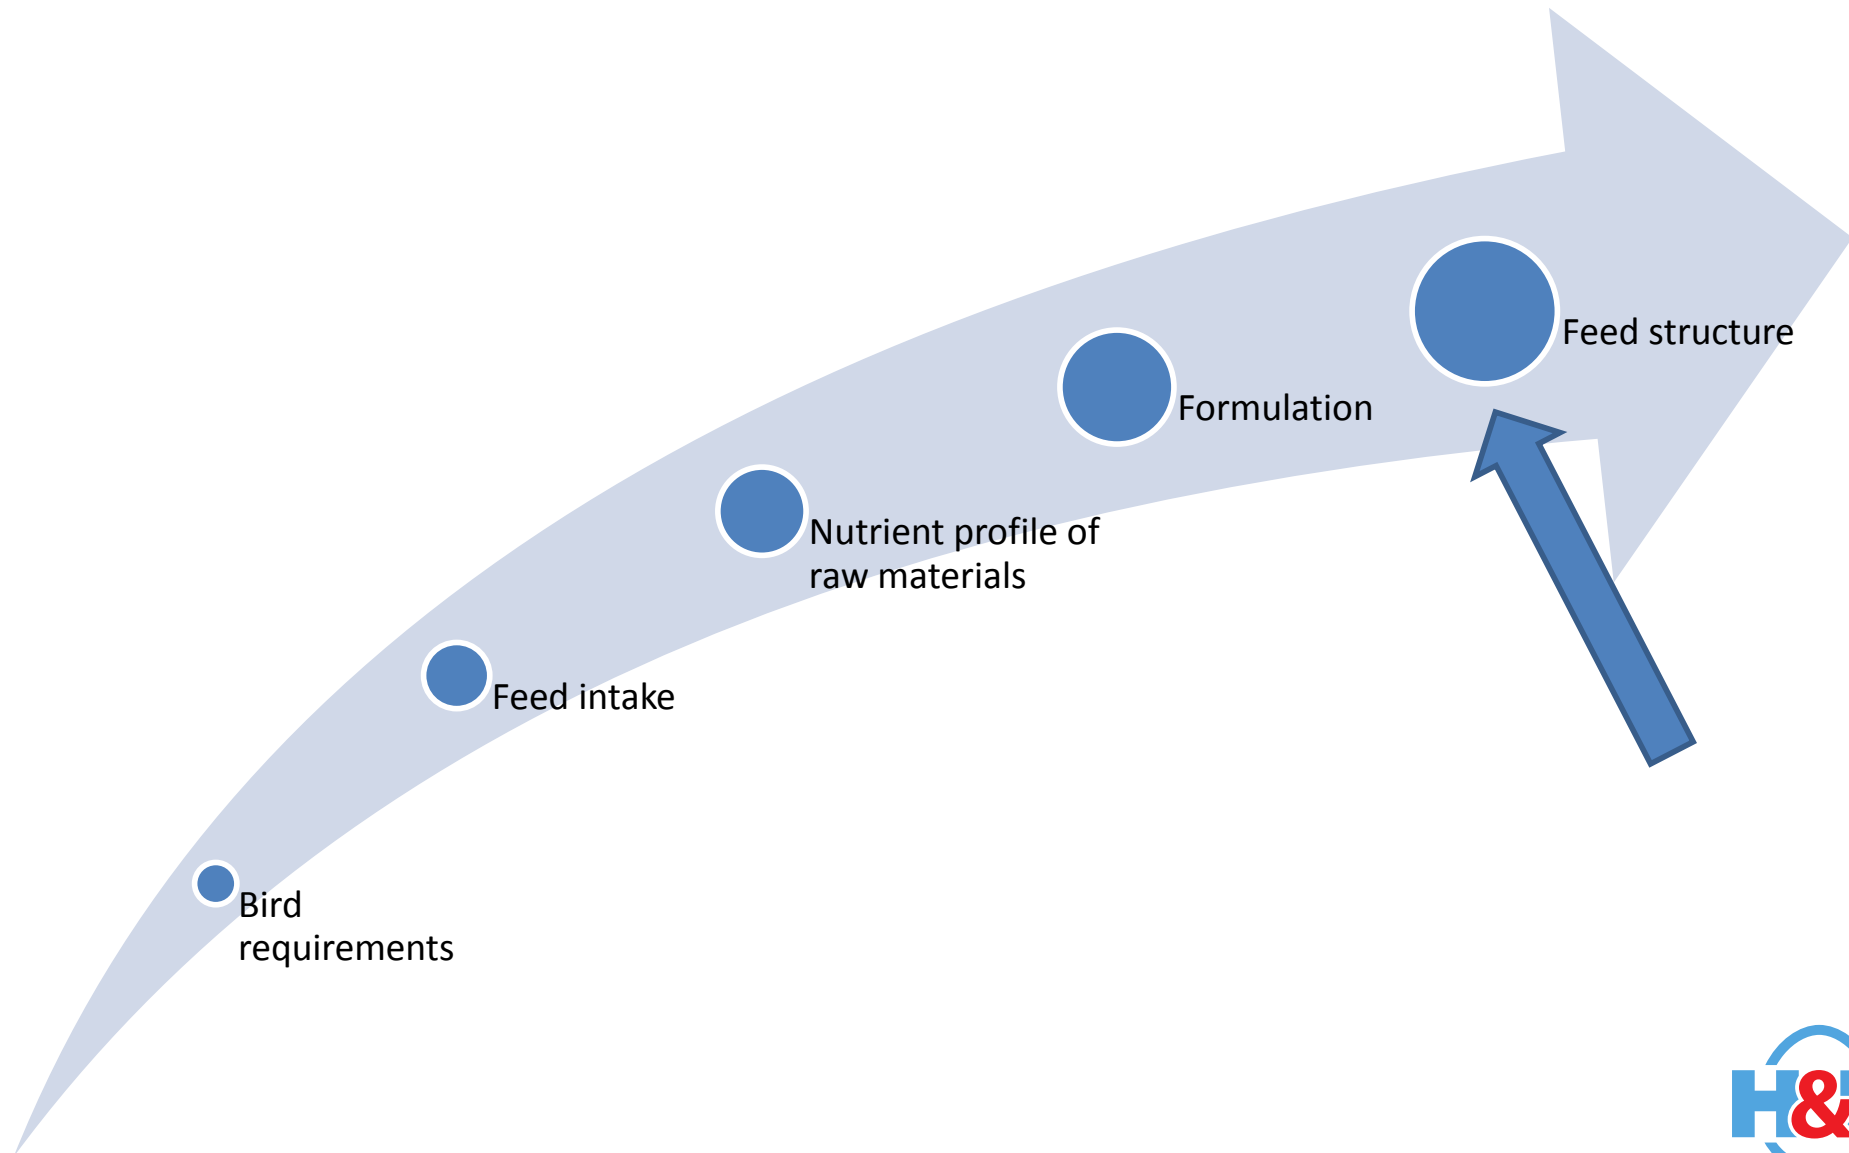 Feed structure
Formulation
Nutrient profile of
raw materials
Feed intake
Bird
requirements
H&